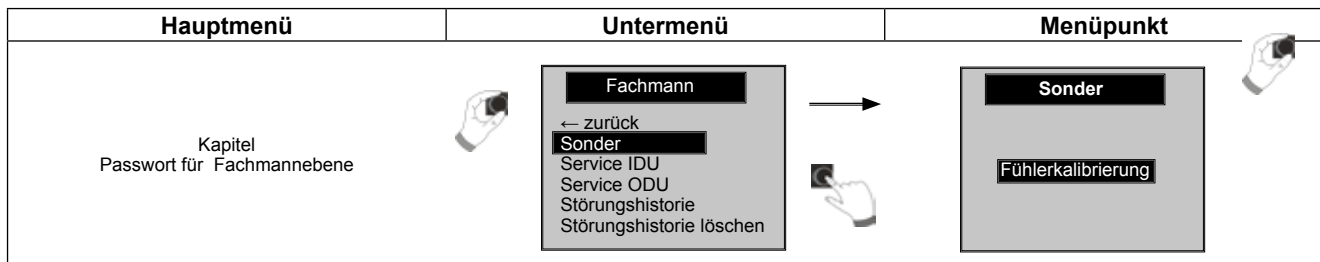 Hauptmenü
Untermenü
Menüpunkt
Kapitel
Passwort für Fachmannebene
Fachmann
← zurück
Sonder
Service IDU
Service ODU
Störungshistorie
Störungshistorie löschen
Sonder
Fühlerkalibrierung